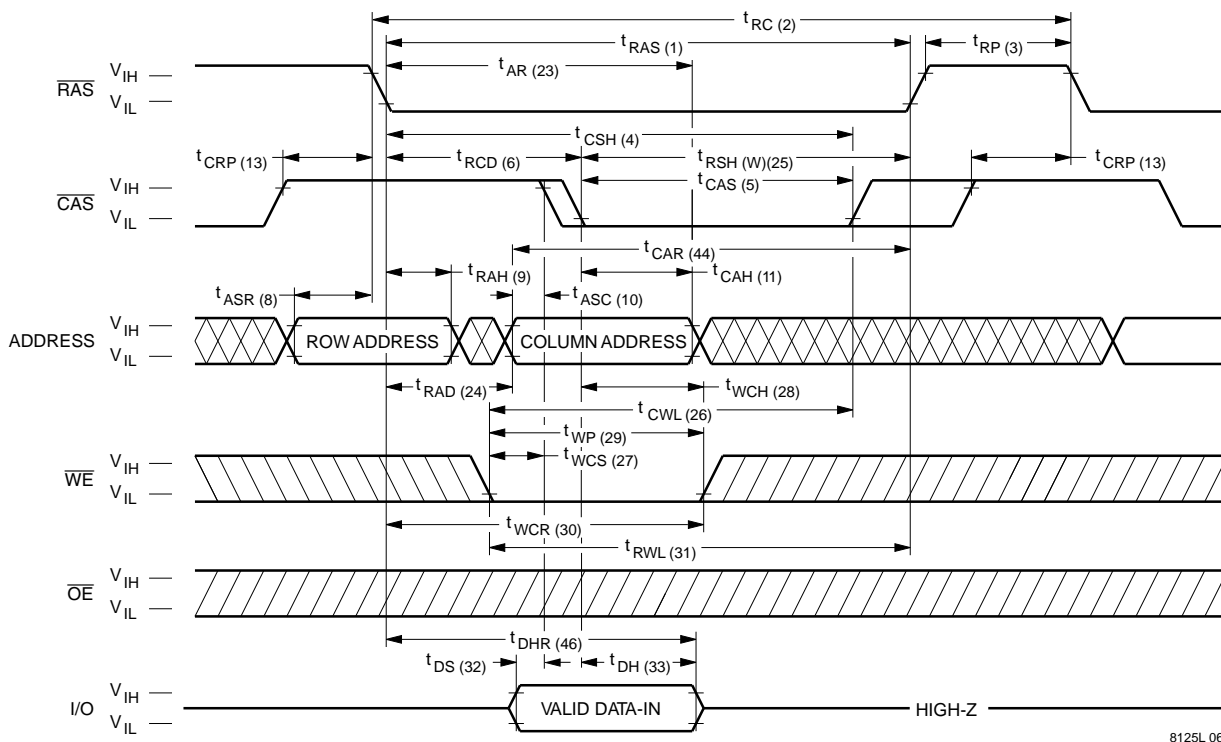 tRC (2)
tRAS (1)
tRP (3)
tAR (23)
RAS
VIH
VIL
tCSH (4)
tCRP (13)
tRCD (6)
tRSH (W)(25)
tCRP (13)
tCAS (5)
CAS
VIH
VIL
tCAR (44)
tRAH (9)
tCAH (11)
tASR (8)
tASC (10)
ADDRESS
VIH
VIL
ROW ADDRESS
COLUMN ADDRESS
tRAD (24)
tWCH (28)
tCWL (26)
tWP (29)
tWCS (27)
WE
VIH
VIL
tWCR (30)
tRWL (31)
OE
VIH
VIL
tDHR (46)
tDS (32)
tDH (33)
I/O
VIH
VIL
VALID DATA-IN
HIGH-Z
8125L 06